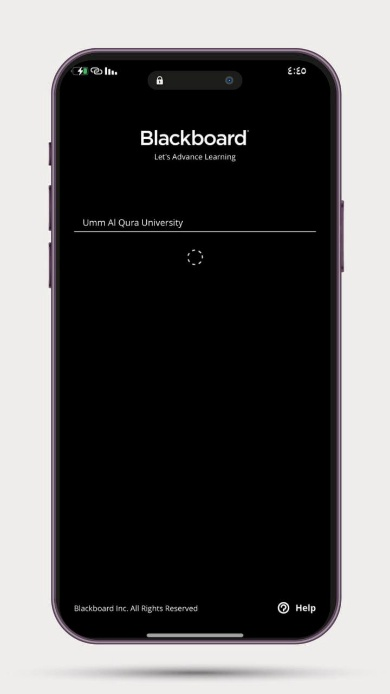 ٤:٤٥
Blackboard
Let's Advance Learning
Umm Al Qura University
Blackboard Inc. All Rights Reserved
Help